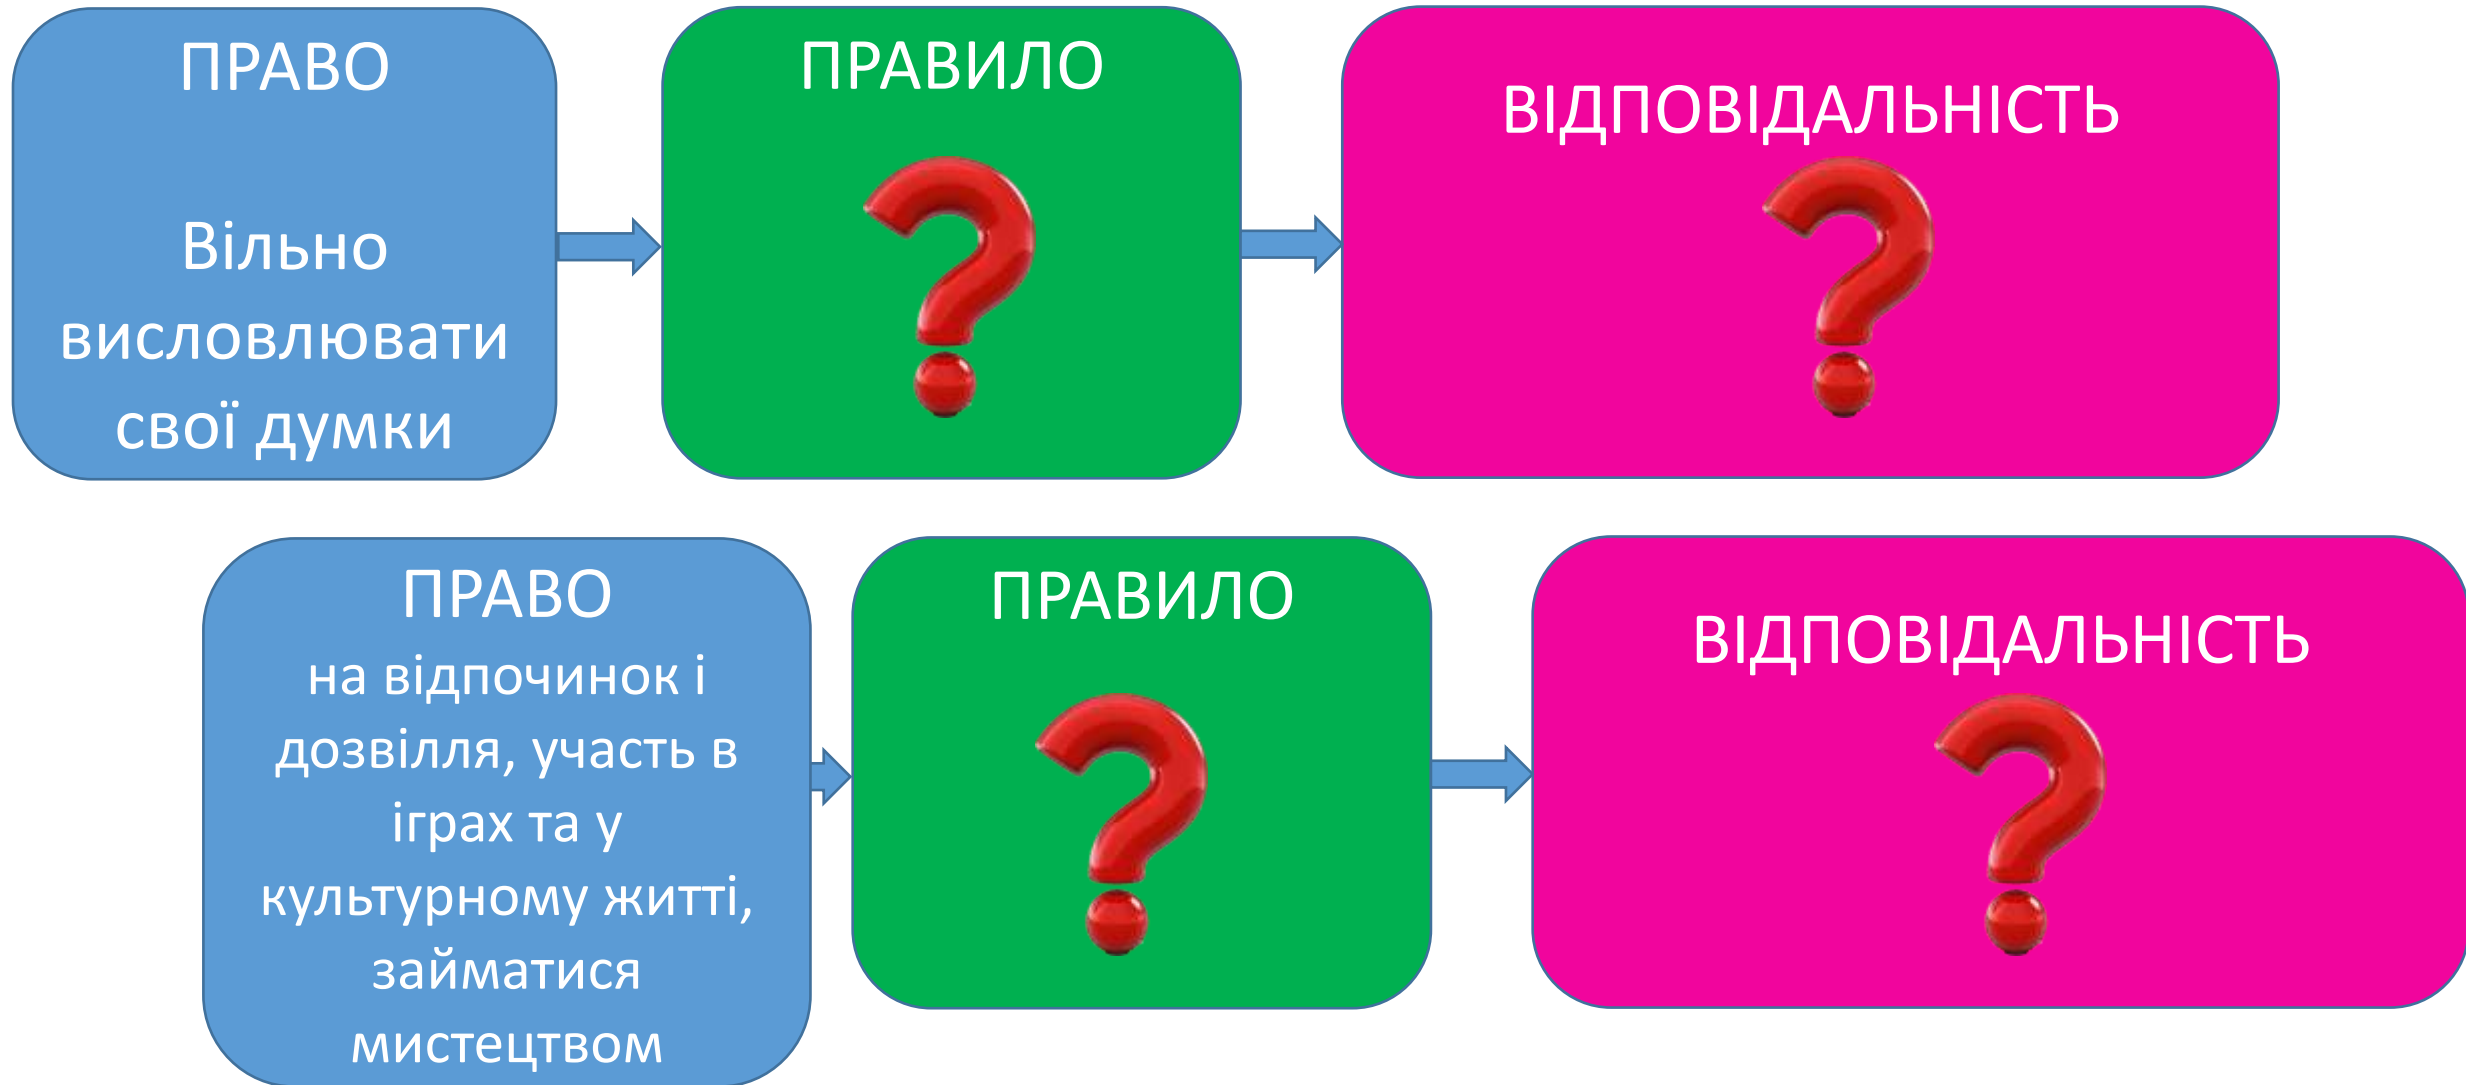 ПРАВО
Вільно
висловлювати
свої думки
ПРАВИЛО
ВІДПОВІДАЛЬНІСТЬ
ПРАВО
на відпочинок і
дозвілля, участь в
іграх та у
культурному житті,
займатися
мистецтвом
ПРАВИЛО
ВІДПОВІДАЛЬНІСТЬ